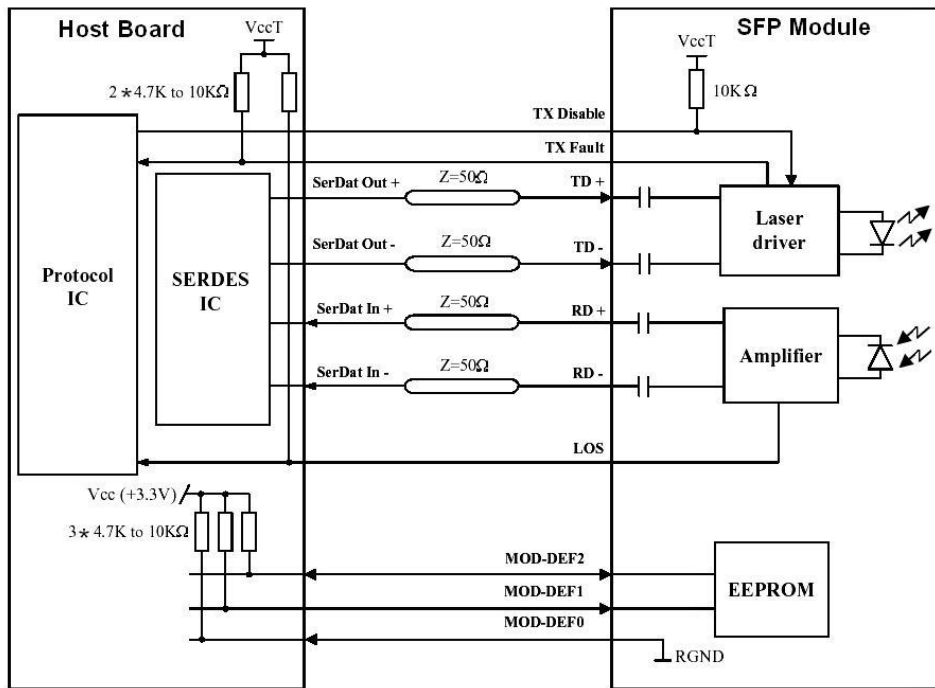 Host Board
SFP Module
VccT
VccT
2*4.7K to 10KΩ
10KΩ
TX Disable
TX Fault
SerDat Out +
Z=50Ω
TD +
SerDat Out -
Z=50Ω
TD -
Laser
driver
Protocol
IC
SERDES
IC
SerDat In +
Z=50Ω
RD +
SerDat In -
Z=50Ω
RD -
Amplifier
LOS
Vcc (+3.3V)
3*4.7K to 10KΩ
MOD-DEF2
MOD-DEF1
MOD-DEF0
EEPROM
RGND